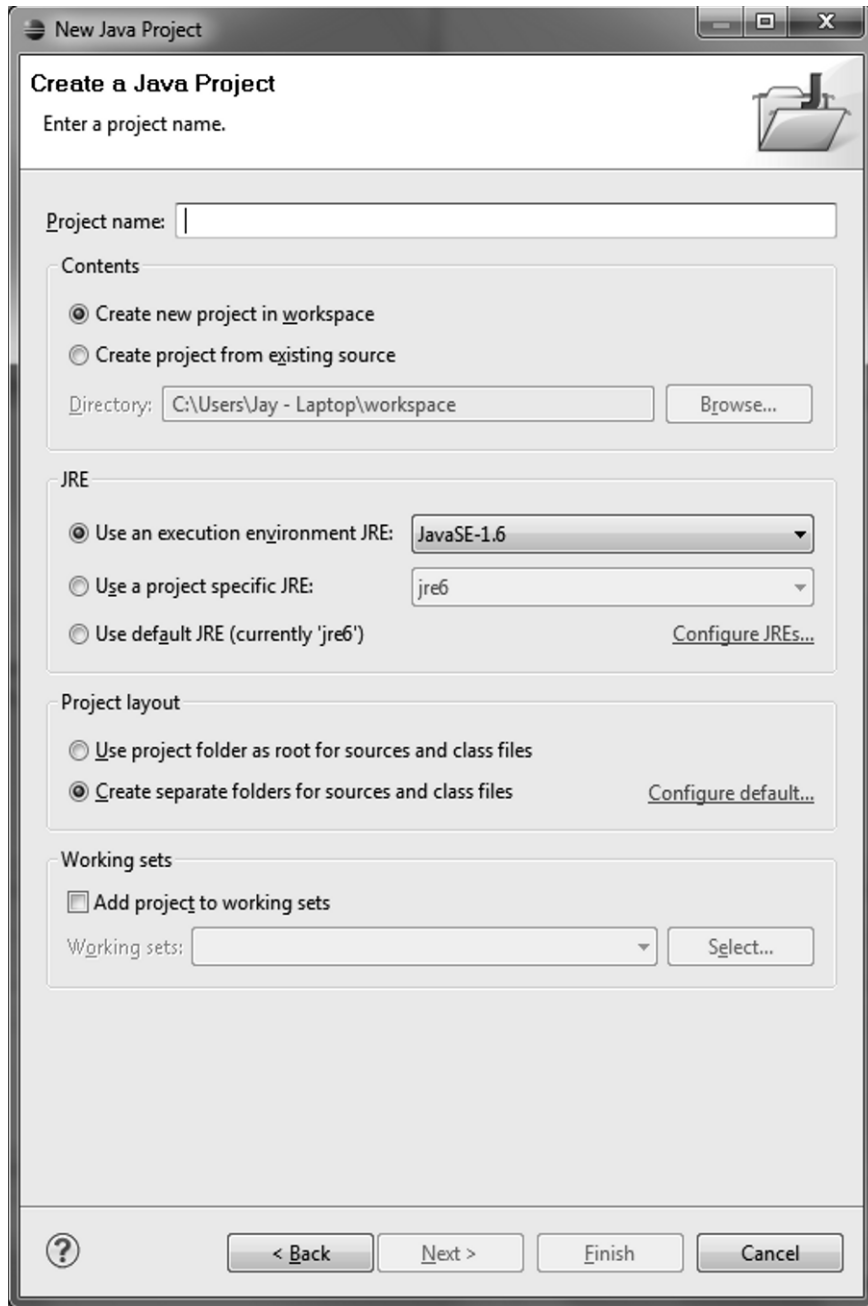 New Java Project
Create a Java Project
Enter a project name.
Project name:
Contents
Create new project in workspace
Create project from existing source
Directory: C:\Users\Jay - Laptop\workspace Browse...
JRE
Use an execution environment JRE: JavaSE-1.6
Use a project specific JRE: jre6
Use default JRE (currently 'jre6') Configure JREs...
Project layout
Use project folder as root for sources and class files
Create separate folders for sources and class files Configure default...
Working sets
Add project to working sets
Working sets: Select...
? < Back Next > Finish Cancel